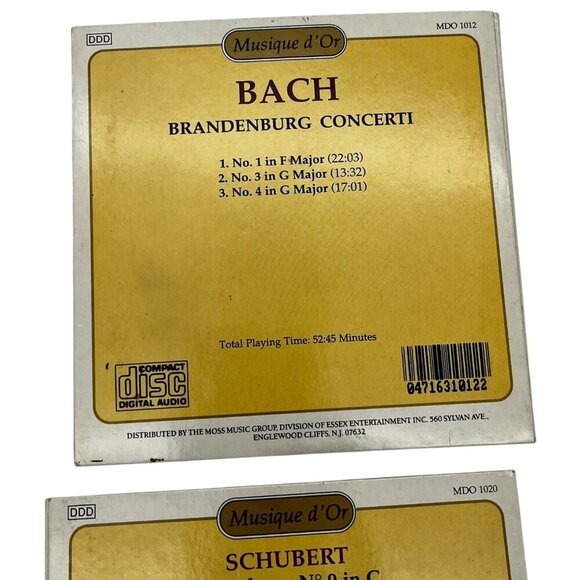 DDD
Musique d'Or
MDO 1012
BACH
BRANDENBURG CONCERTI
1. No. 1 in F Major (22:03)
2. No. 3 in G Major (13:32)
3. No. 4 in G Major (17:01)
Total Playing Time: 52:45 Minutes
COMPACT
disc
DIGITAL AUDIO
04716310122
DISTRIBUTED BY THE MOSS MUSIC GROUP, DIVISION OF ESSEX ENTERTAINMENT INC. 560 SYLVAN AVE.,
ENGLEWOOD CLIFFS, N.J. 07632
DDD
Musique d'Or
MDO 1020
SCHUBERT
Nº 9 in C